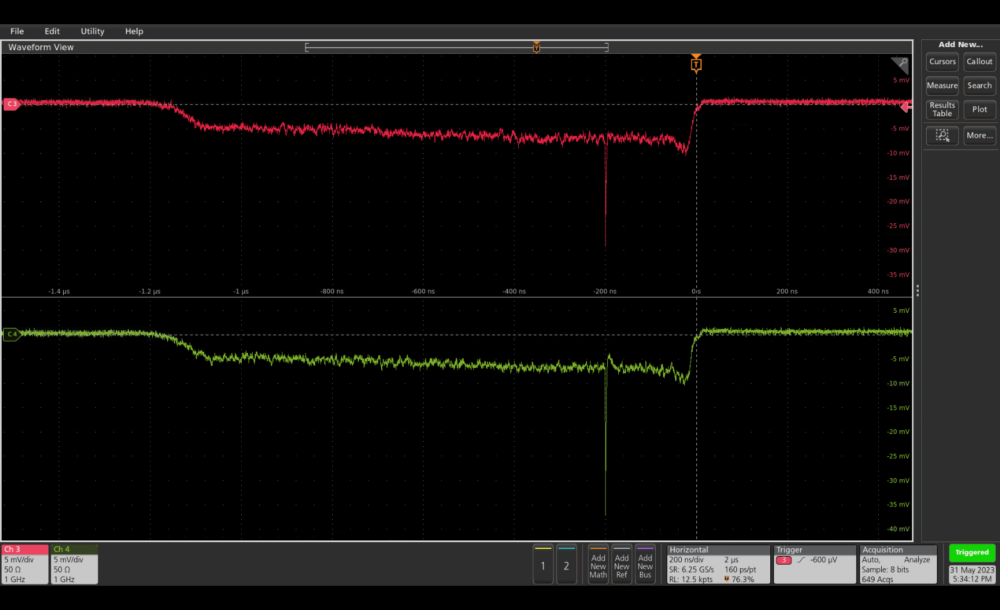 File Edit Utility Help
Waveform View
Add New...
Cursors Callout
Measure Search
Results Table Plot
More...
T
T
C3
5 mV
-5 mV
-10 mV
-15 mV
-20 mV
-25 mV
-30 mV
-35 mV
-1.4 µs -1.2 µs -1 µs -800 ns -600 ns -400 ns -200 ns 0 s 200 ns 400 ns
C4
5 mV
-5 mV
-10 mV
-15 mV
-20 mV
-25 mV
-30 mV
-35 mV
-40 mV
Ch 3
5 mV/div
50 Ω
1 GHz
Ch 4
5 mV/div
50 Ω
1 GHz
1
2
Add New Math
Add New Ref
Add New Bus
Horizontal
200 ns/div 2 µs
SR: 6.25 GS/s 160 ps/pt
RL: 12.5 kpts T 76.3%
Trigger
3 -600 µV
Acquisition
Auto, Analyze
Sample: 8 bits
649 Acqs
Triggered
31 May 2023
5:34:12 PM